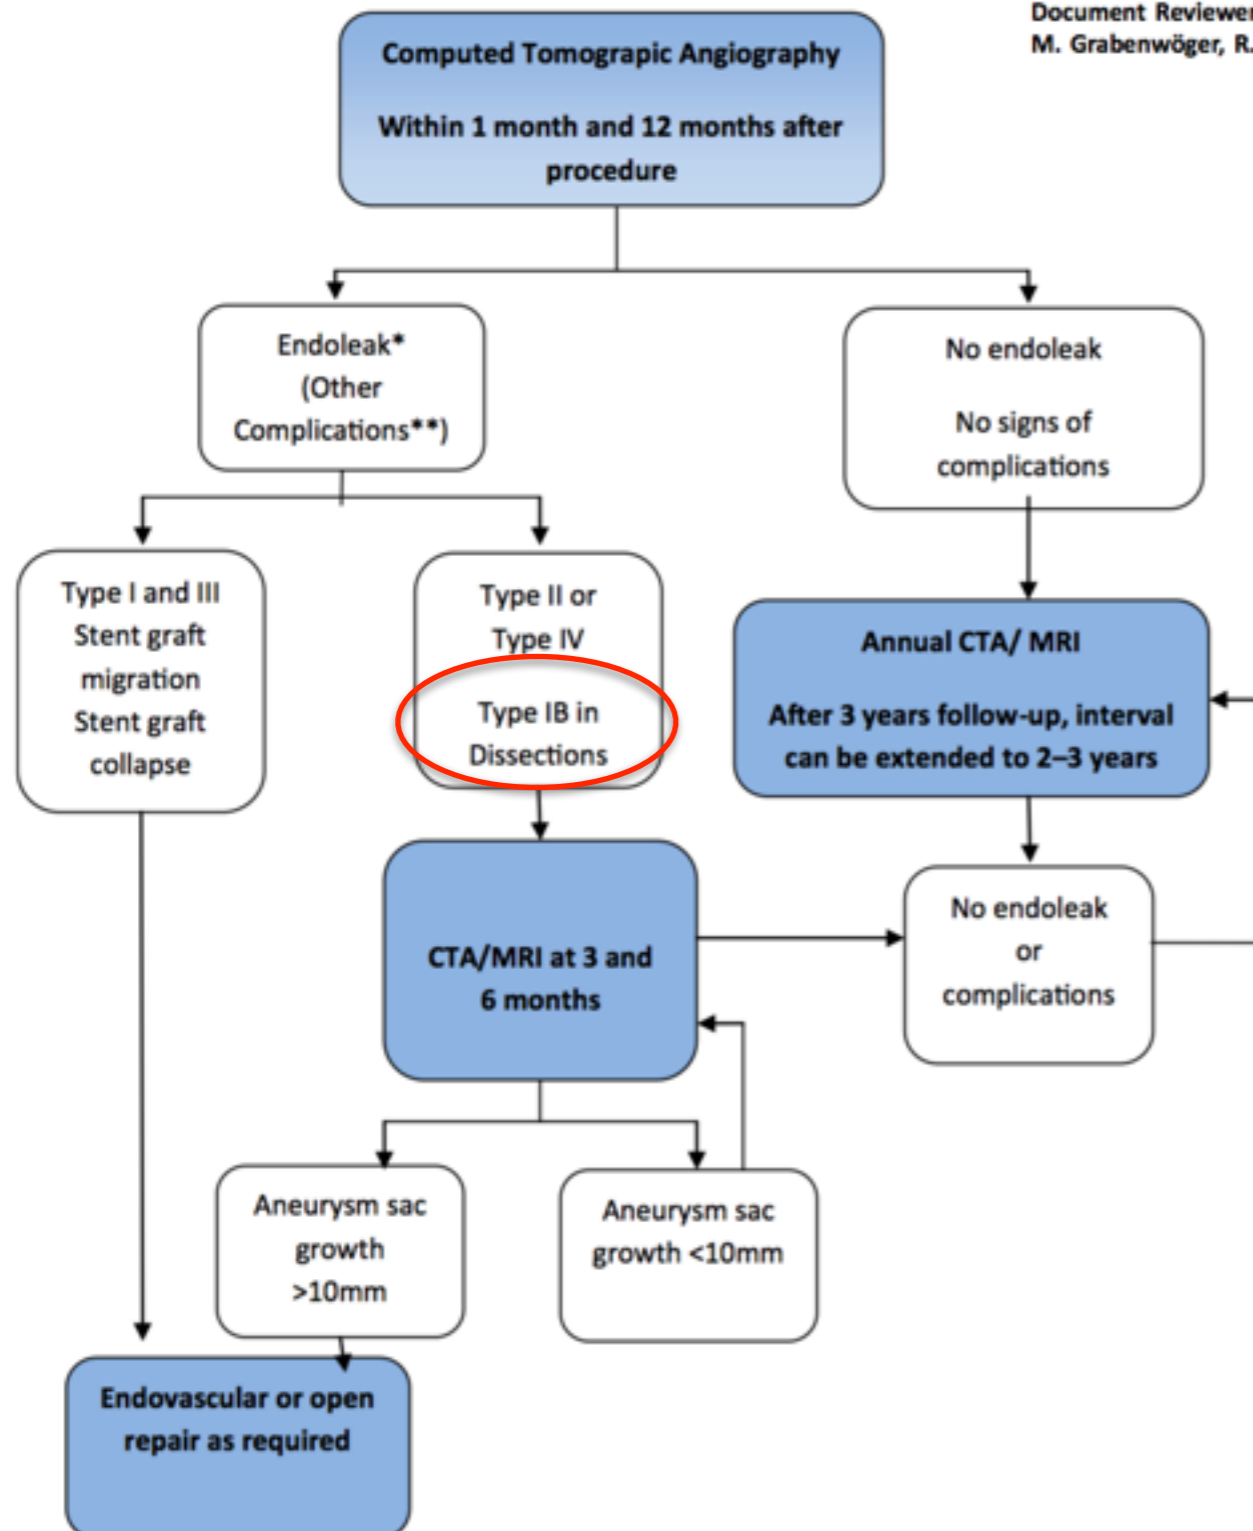 Document Reviewer
M. Grabenwöger, R.
Computed Tomograpic Angiography
Within 1 month and 12 months after
procedure
Endoleak*
(Other
Complications**)
No endoleak
No signs of
complications
Type I and III
Stent graft
migration
Stent graft
collapse
Type II or
Type IV
Type IB in
Dissections
Annual CTA/ MRI
After 3 years follow-up, interval
can be extended to 2–3 years
CTA/MRI at 3 and
6 months
No endoleak
or
complications
Aneurysm sac
growth
>10mm
Aneurysm sac
growth <10mm
Endovascular or open
repair as required